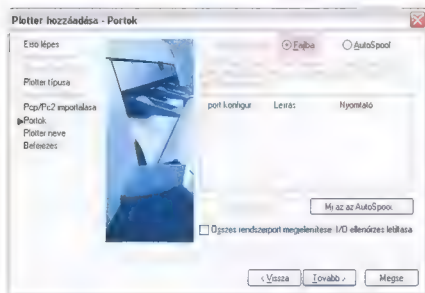 Plotter hozzáadása - Portok
Első lépés
Fájlba
AutoSpool
Plotter típusa
port konfigur
Leírás
Nyomtató
Pcp/Pc2 importálása
Portok
Plotter neve
Befejezés
Mi az az AutoSpool
Összes rendszerport megjelenítése I/O ellenőrzés letiltása
< Vissza
Tovább >
Mégse